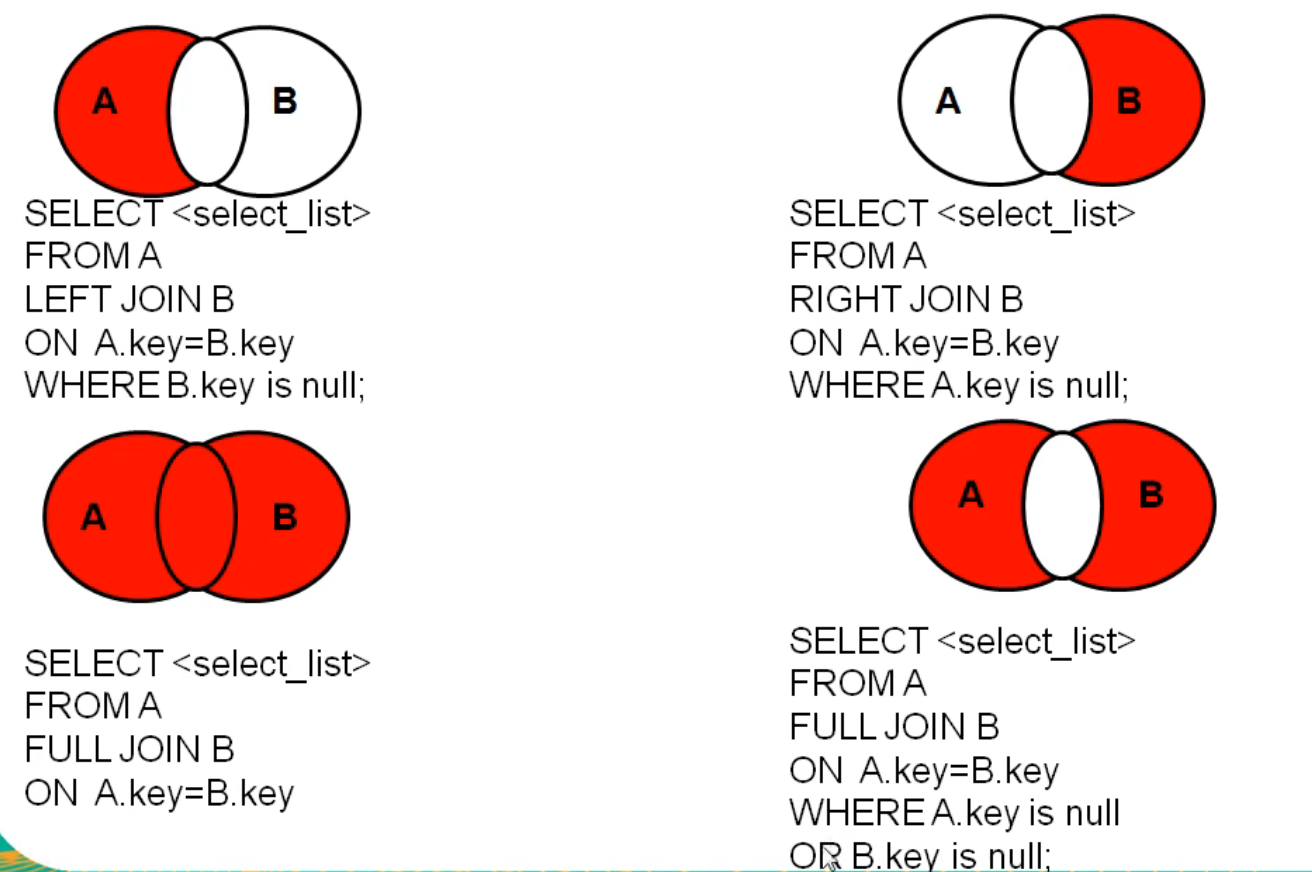 A B
SELECT <select_list>
FROM A
LEFT JOIN B
ON A.key=B.key
WHERE B.key is null;
A B
SELECT <select_list>
FROM A
RIGHT JOIN B
ON A.key=B.key
WHERE A.key is null;
A B
SELECT <select_list>
FROM A
FULL JOIN B
ON A.key=B.key
A B
SELECT <select_list>
FROM A
FULL JOIN B
ON A.key=B.key
WHERE A.key is null
OR B.key is null;